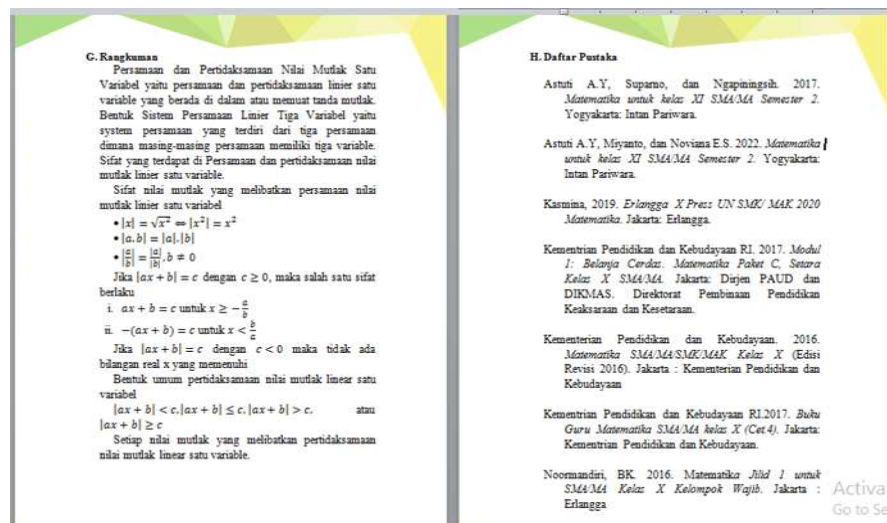 G. Rangkuman
Persamaan dan Pertidaksamaan Nilai Mutlak Satu
Variabel yaitu persamaan dan pertidaksamaan linier satu
variable yang berada di dalam atau memuat tanda mutlak.
Bentuk Sistem Persamaan Linier Tiga Variabel yaitu
system persamaan yang terdiri dari tiga persamaan
dimana masing-masing persamaan memiliki tiga variable.
Sifat yang terdapat di Persamaan dan pertidaksamaan nilai
mutlak linier satu variable.
Sifat nilai mutlak yang melibatkan persamaan nilai
mutlak linier satu variabel
• |x| = √x² ⇔ |x²| = x²
• |a.b| = |a|.|b|
• |a/b| = |a|/|b|, b ≠ 0
Jika |ax + b| = c dengan c ≥ 0, maka salah satu sifat
berlaku
i. ax + b = c untuk x ≥ −a/b
ii. −(ax + b) = c untuk x < b/a
Jika |ax + b| = c dengan c < 0 maka tidak ada
bilangan real x yang memenuhi
Bentuk umum pertidaksamaan nilai mutlak linear satu
variabel
|ax + b| < c, |ax + b| ≤ c, |ax + b| > c, atau
|ax + b| ≥ c
Setiap nilai mutlak yang melibatkan pertidaksamaan
nilai mutlak linear satu variable.
H. Daftar Pustaka
Astuti A.Y, Suparno, dan Ngapiningsih. 2017.
Matematika untuk kelas XI SMA/MA Semester 2.
Yogyakarta: Intan Pariwara.
Astuti A.Y, Miyanto, dan Noviana E.S. 2022. Matematika
untuk kelas XI SMA/MA Semester 2. Yogyakarta:
Intan Pariwara.
Kasmina, 2019. Erlangga X Press UN SMK/ MAK 2020
Matematika. Jakarta: Erlangga.
Kementrian Pendidikan dan Kebudayaan RI. 2017. Modul
1: Belanja Cerdas. Matematika Paket C, Setara
Kelas X SMA/MA. Jakarta: Dirjen PAUD dan
DIKMAS. Direktorat Pembinaan Pendidikan
Keaksaraan dan Kesetaraan.
Kementerian Pendidikan dan Kebudayaan. 2016.
Matematika SMA/MA/SMK/MAK Kelas X (Edisi
Revisi 2016). Jakarta : Kementerian Pendidikan dan
Kebudayaan
Kementrian Pendidikan dan Kebudayaan RI.2017. Buku
Guru Matematika SMA/MA kelas X (Cet.4). Jakarta:
Kementrian Pendidikan dan Kebudayaan.
Noormandiri, BK. 2016. Matematika Jilid 1 untuk
SMA/MA Kelas X Kelompok Wajib. Jakarta :
Erlangga
Activa
Go to Se